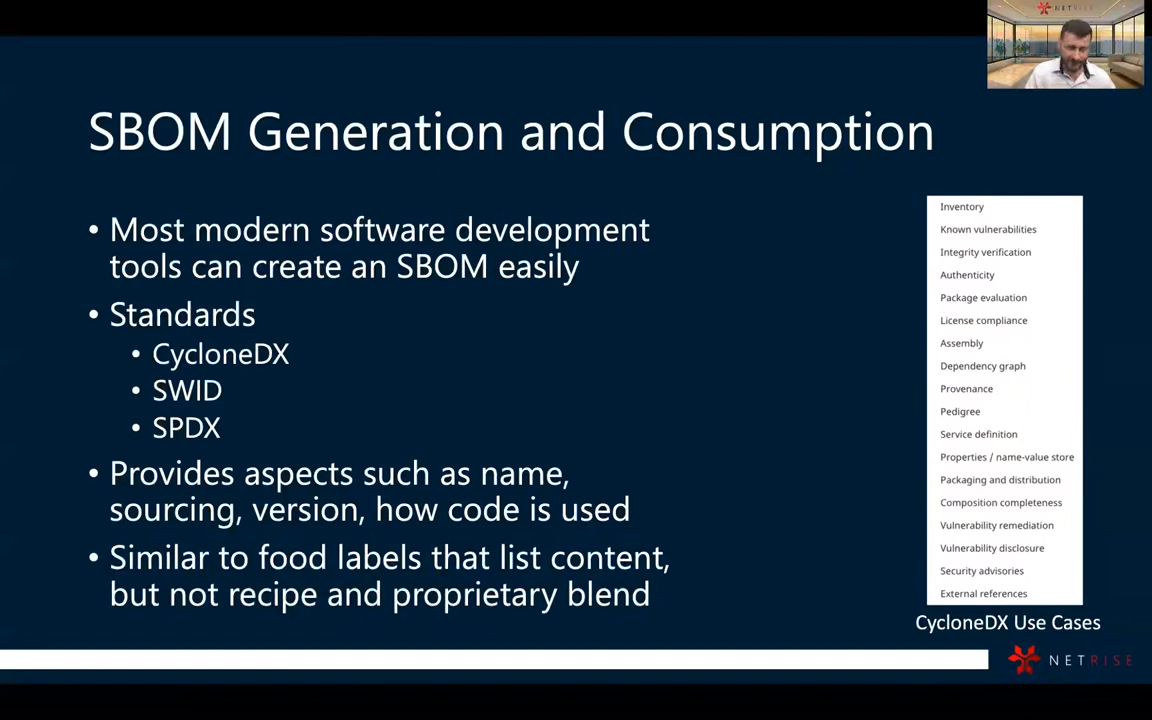 NETRISE
SBOM Generation and Consumption
• Most modern software development
tools can create an SBOM easily
• Standards
• CycloneDX
• SWID
• SPDX
• Provides aspects such as name,
sourcing, version, how code is used
• Similar to food labels that list content,
but not recipe and proprietary blend
Inventory
Known vulnerabilities
Integrity verification
Authenticity
Package evaluation
License compliance
Assembly
Dependency graph
Provenance
Pedigree
Service definition
Properties / name-value store
Packaging and distribution
Composition completeness
Vulnerability remediation
Vulnerability disclosure
Security advisories
External references
CycloneDX Use Cases
NETRISE